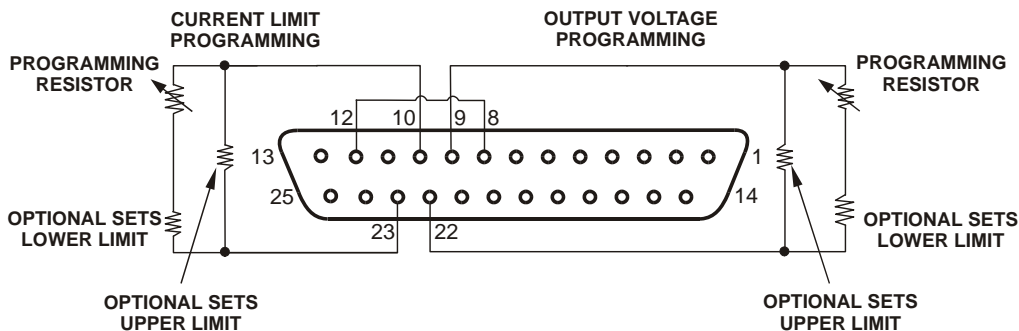 CURRENT LIMIT
PROGRAMMING
OUTPUT VOLTAGE
PROGRAMMING
PROGRAMMING
RESISTOR
PROGRAMMING
RESISTOR
12
10
9
8
13
1
25
14
23
22
OPTIONAL SETS
LOWER LIMIT
OPTIONAL SETS
LOWER LIMIT
OPTIONAL SETS
UPPER LIMIT
OPTIONAL SETS
UPPER LIMIT